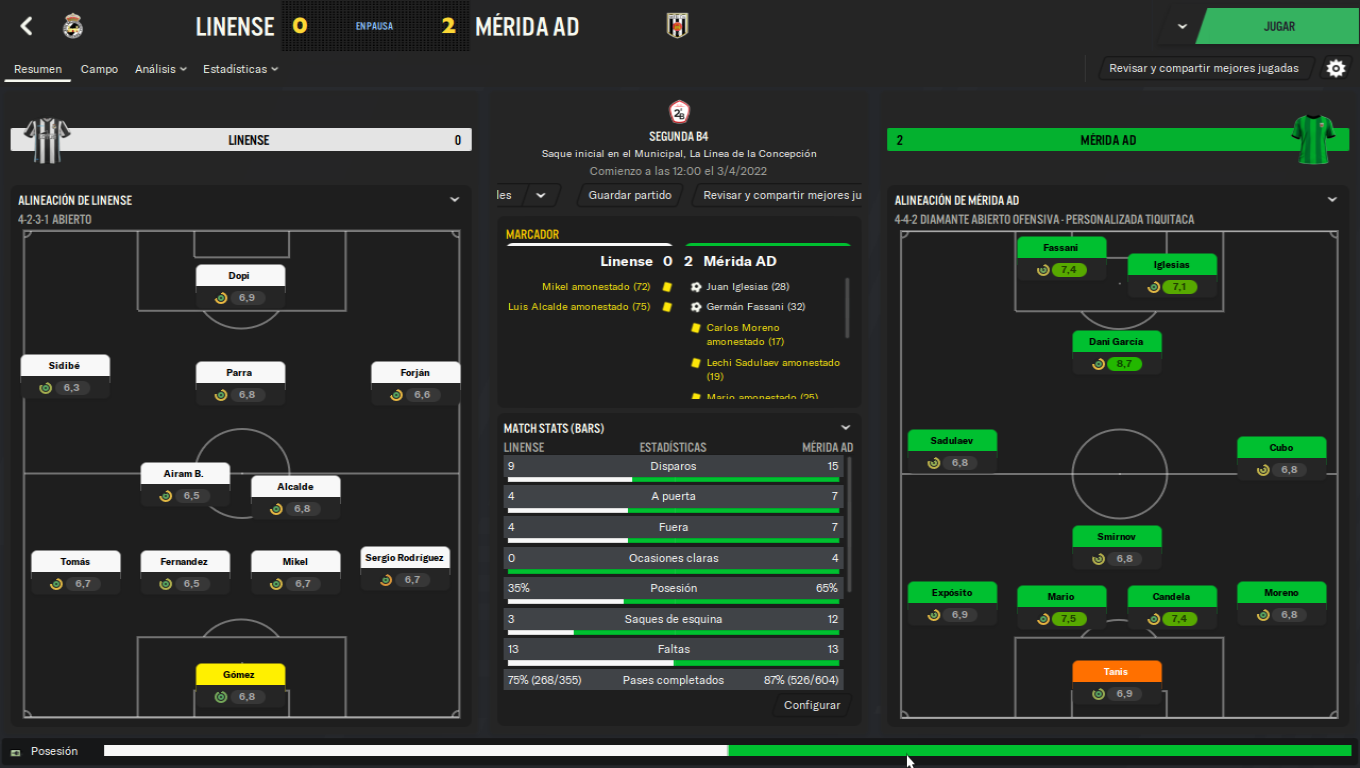 LINENSE 0 EN PAUSA 2 MÉRIDA AD
JUGAR
Resumen Campo Análisis Estadísticas
Revisar y compartir mejores jugadas
LINENSE 0
ALINEACIÓN DE LINENSE
4-2-3-1 ABIERTO
Dopi
6,9
Sidibé
6,3
Parra
6,8
Forján
6,6
Airam B.
6,5
Alcalde
6,8
Tomás
6,7
Fernandez
6,5
Mikel
6,7
Sergio Rodríguez
6,7
Gómez
6,8
2B
SEGUNDA B4
Saque inicial en el Municipal, La Línea de la Concepción
Comienzo a las 12:00 el 3/4/2022
les Guardar partido Revisar y compartir mejores ju
MARCADOR
Linense 0 2 Mérida AD
Mikel amonestado (72)
Luis Alcalde amonestado (75)
Juan Iglesias (28)
Germán Fassani (32)
Carlos Moreno
amonestado (17)
Lechi Sadulaev amonestado
(19)
Mario amonestado (25)
MATCH STATS (BARS)
LINENSE ESTADÍSTICAS MÉRIDA AD
9 Disparos 15
4 A puerta 7
4 Fuera 7
0 Ocasiones claras 4
35% Posesión 65%
3 Saques de esquina 12
13 Faltas 13
75% (268/355) Pases completados 87% (526/604)
Configurar
2 MÉRIDA AD
ALINEACIÓN DE MÉRIDA AD
4-4-2 DIAMANTE ABIERTO OFENSIVA - PERSONALIZADA TIQUITACA
Fassani
7,4
Iglesias
7,1
Dani García
8,7
Sadulaev
6,8
Cubo
6,8
Smirnov
6,8
Expósito
6,9
Mario
7,5
Candela
7,4
Moreno
6,8
Tanis
6,9
Posesión